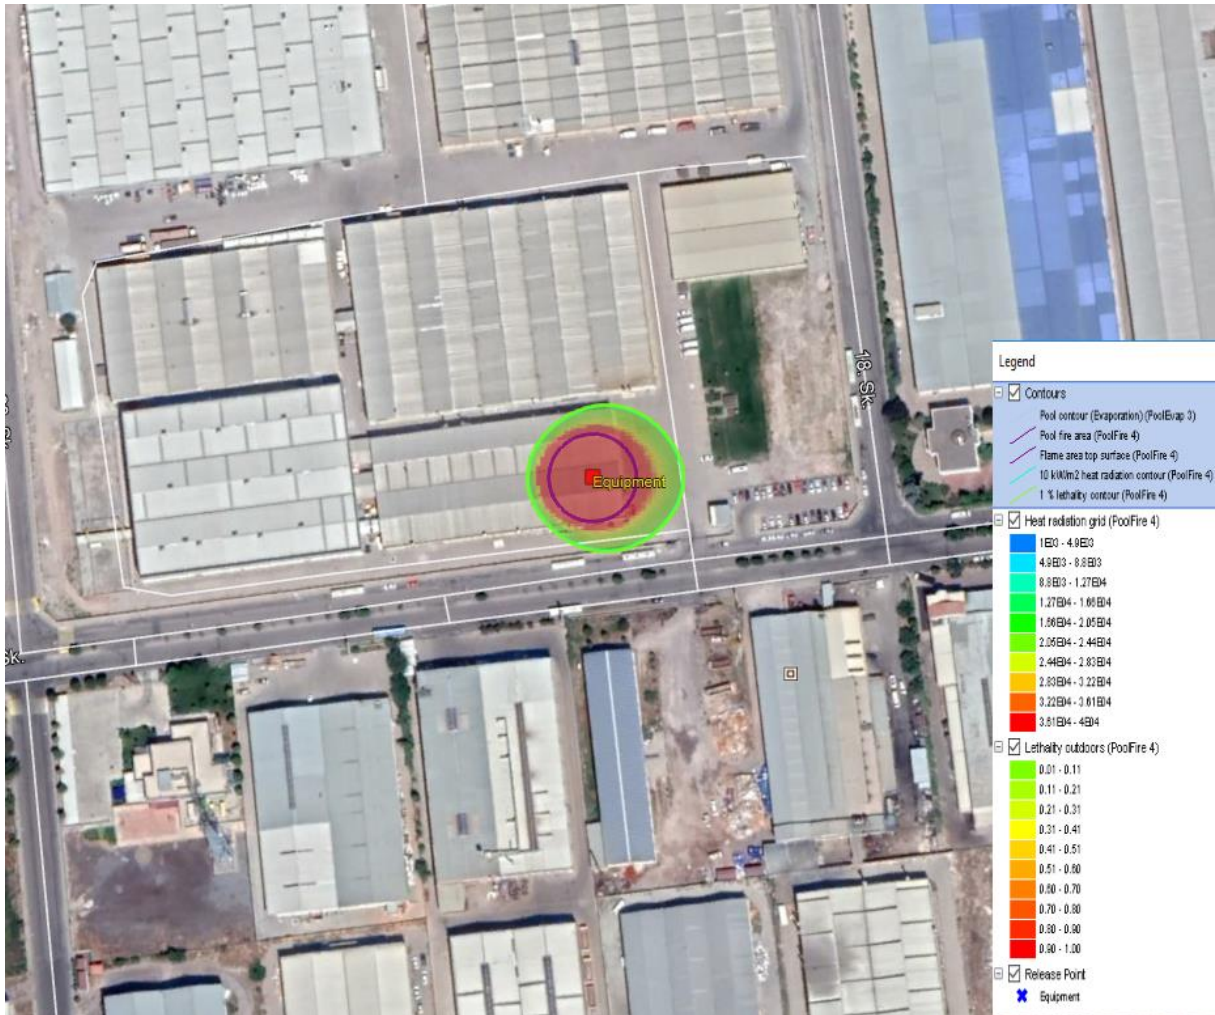 18. Sk.
Sk.
Equipment
Legend
Contours
Pool contour (Evaporation) (PoolEvap 3)
Pool fire area (PoolFire 4)
Flame area top surface (PoolFire 4)
10 kW/m2 heat radiation contour (PoolFire 4)
1 % lethality contour (PoolFire 4)
Heat radiation grid (PoolFire 4)
1E03 - 4.9E03
4.9E03 - 8.8E03
8.8E03 - 1.27E04
1.27E04 - 1.66E04
1.66E04 - 2.05E04
2.05E04 - 2.44E04
2.44E04 - 2.83E04
2.83E04 - 3.22E04
3.22E04 - 3.61E04
3.61E04 - 4E04
Lethality outdoors (PoolFire 4)
0.01 - 0.11
0.11 - 0.21
0.21 - 0.31
0.31 - 0.41
0.41 - 0.51
0.51 - 0.60
0.60 - 0.70
0.70 - 0.80
0.80 - 0.90
0.90 - 1.00
Release Point
Equipment